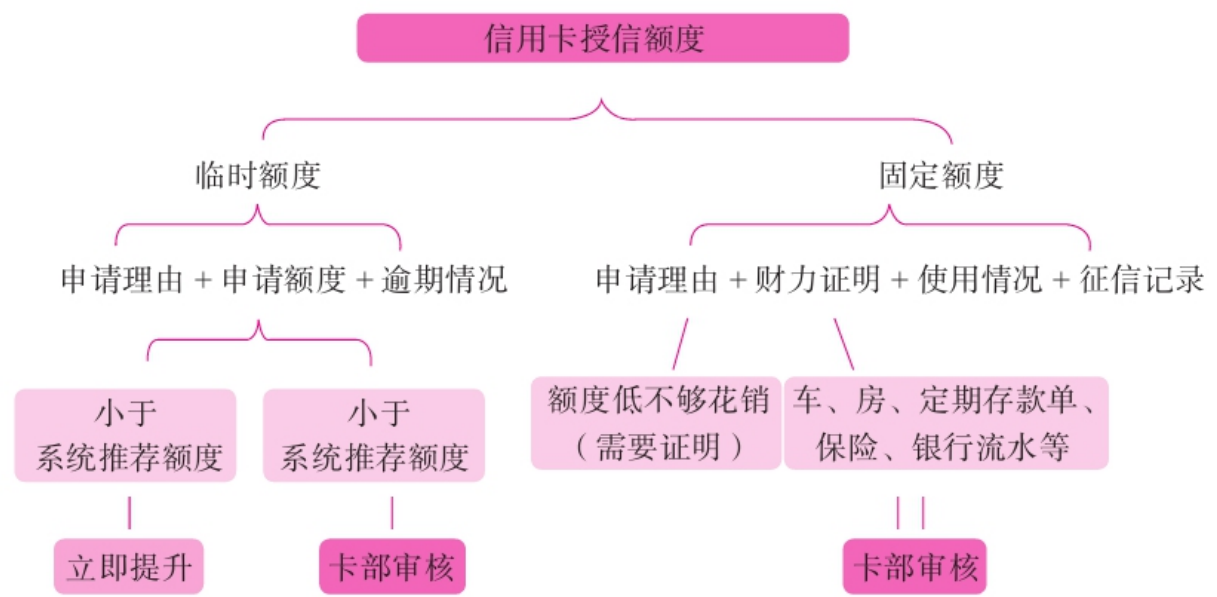 信用卡授信额度
临时额度
固定额度
申请理由 + 申请额度 + 逾期情况
申请理由 + 财力证明 + 使用情况 + 征信记录
小于
系统推荐额度
小于
系统推荐额度
额度低不够花销
（需要证明）
车、房、定期存款单、
保险、银行流水等
立即提升
卡部审核
卡部审核